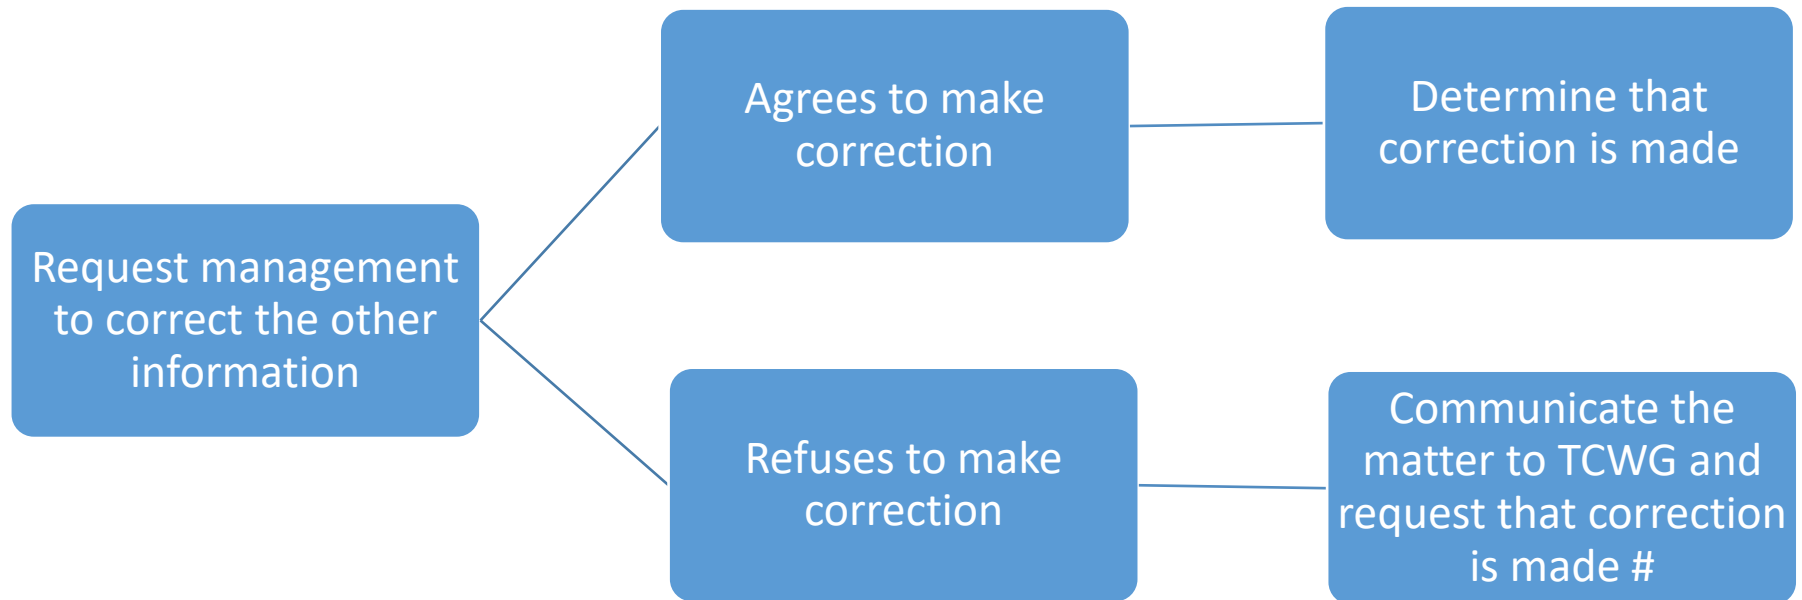 Request management
to correct the other
information
Agrees to make
correction
Determine that
correction is made
Refuses to make
correction
Communicate the
matter to TCWG and
request that correction
is made #